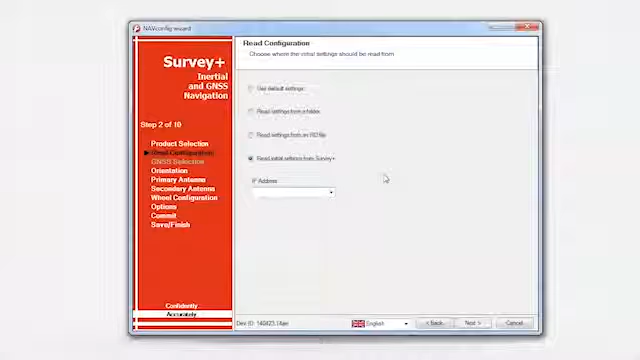 NAVconfig wizard
Survey+
Inertial
and GNSS
Navigation
Step 2 of 10
Product Selection
Read Configuration
GNSS Selection
Orientation
Primary Antenna
Secondary Antenna
Wheel Configuration
Options
Commit
Save/Finish
Confidently
Accurately
Read Configuration
Choose where the initial settings should be read from
Use default settings
Read settings from a folder
Read settings from an RD file
Read initial settings from Survey+
IP Address
English
< Back
Next >
Cancel